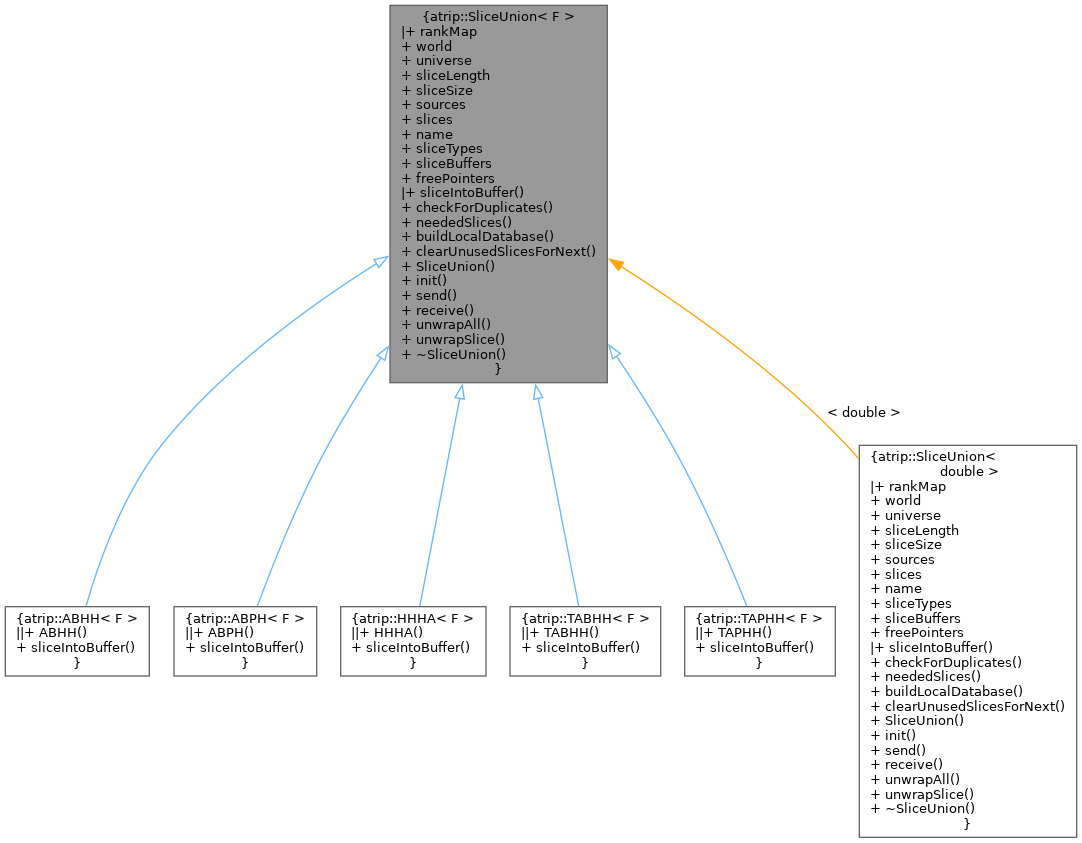 {atrip::SliceUnion< F >
|+ rankMap
+ world
+ universe
+ sliceLength
+ sliceSize
+ sources
+ slices
+ name
+ sliceTypes
+ sliceBuffers
+ freePointers
|+ sliceIntoBuffer()
+ checkForDuplicates()
+ neededSlices()
+ buildLocalDatabase()
+ clearUnusedSlicesForNext()
+ SliceUnion()
+ init()
+ send()
+ receive()
+ unwrapAll()
+ unwrapSlice()
+ ~SliceUnion()
}
< double >
{atrip::ABHH< F >
||+ ABHH()
+ sliceIntoBuffer()
}
{atrip::ABPH< F >
||+ ABPH()
+ sliceIntoBuffer()
}
{atrip::HHHA< F >
||+ HHHA()
+ sliceIntoBuffer()
}
{atrip::TABHH< F >
||+ TABHH()
+ sliceIntoBuffer()
}
{atrip::TAPHH< F >
||+ TAPHH()
+ sliceIntoBuffer()
}
{atrip::SliceUnion<
double >
|+ rankMap
+ world
+ universe
+ sliceLength
+ sliceSize
+ sources
+ slices
+ name
+ sliceTypes
+ sliceBuffers
+ freePointers
|+ sliceIntoBuffer()
+ checkForDuplicates()
+ neededSlices()
+ buildLocalDatabase()
+ clearUnusedSlicesForNext()
+ SliceUnion()
+ init()
+ send()
+ receive()
+ unwrapAll()
+ unwrapSlice()
+ ~SliceUnion()
}